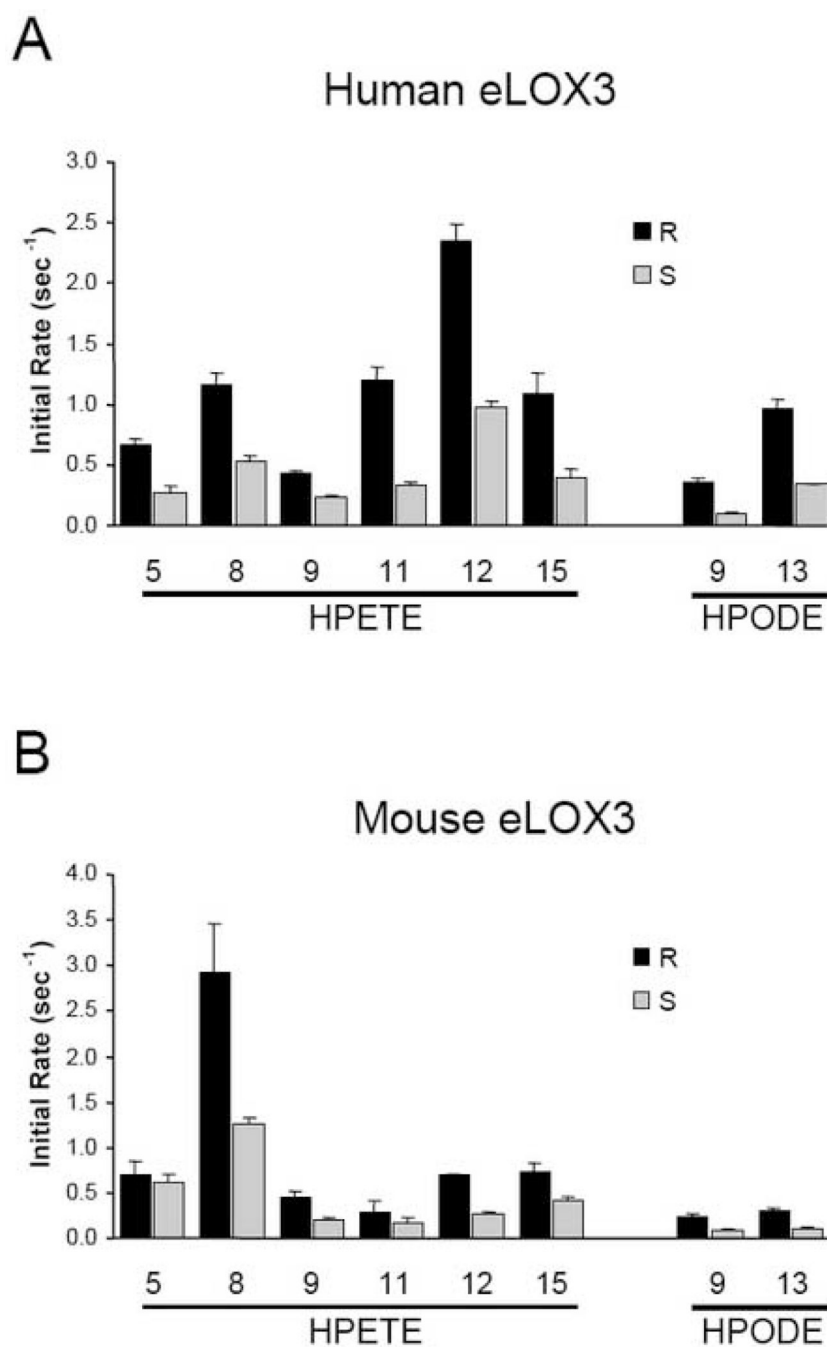 A
Human eLOX3
3.0
2.5
2.0
1.5
1.0
0.5
0.0
Initial Rate (sec⁻¹)
R
S
5 8 9 11 12 15 9 13
HPETE HPODE
B
Mouse eLOX3
4.0
3.5
3.0
2.5
2.0
1.5
1.0
0.5
0.0
Initial Rate (sec⁻¹)
R
S
5 8 9 11 12 15 9 13
HPETE HPODE